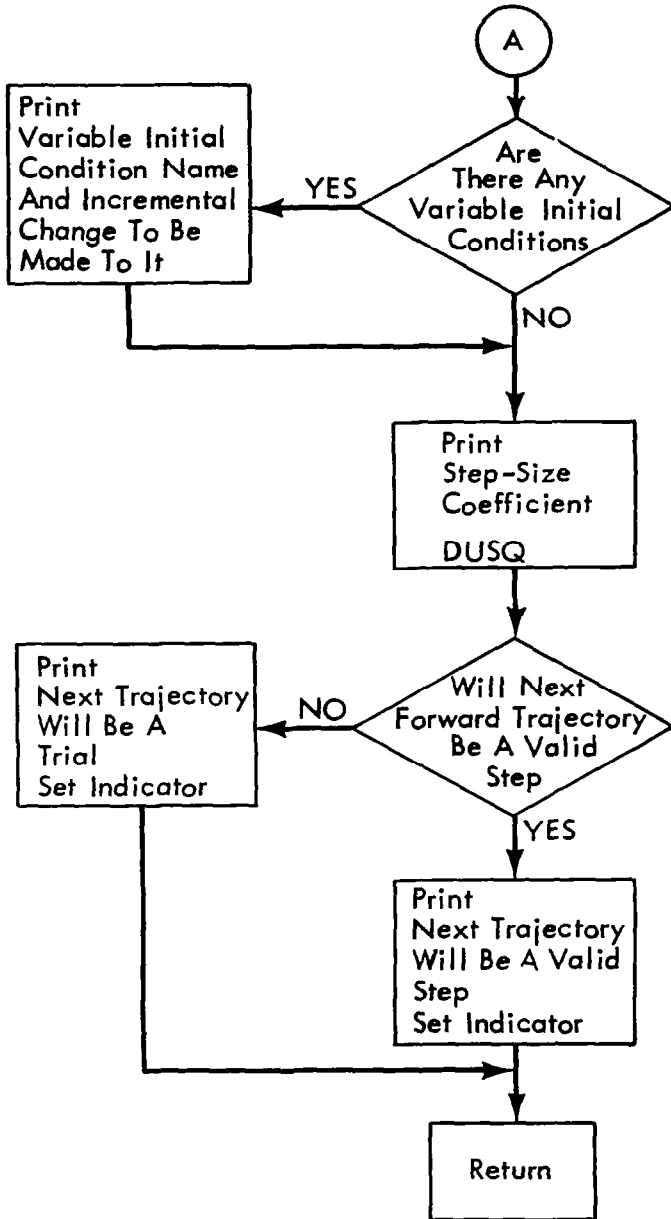 A
Are
There Any
Variable Initial
Conditions
YES
Print
Variable Initial
Condition Name
And Incremental
Change To Be
Made To It
NO
Print
Step-Size
Coefficient
DUSQ
Will Next
Forward Trajectory
Be A Valid
Step
NO
Print
Next Trajectory
Will Be A
Trial
Set Indicator
YES
Print
Next Trajectory
Will Be A Valid
Step
Set Indicator
Return